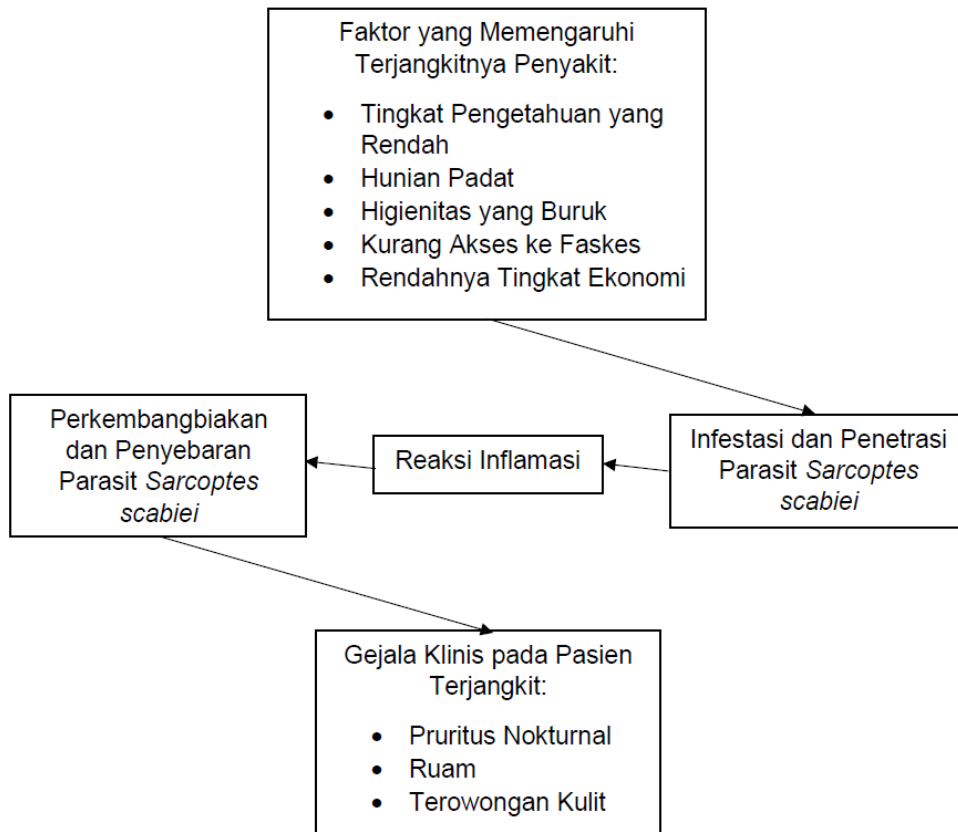 Faktor yang Memengaruhi
Terjangkitnya Penyakit:
• Tingkat Pengetahuan yang
Rendah
• Hunian Padat
• Higienitas yang Buruk
• Kurang Akses ke Faskes
• Rendahnya Tingkat Ekonomi
Infestasi dan Penetrasi
Parasit Sarcoptes
scabiei
Reaksi Inflamasi
Perkembangbiakan
dan Penyebaran
Parasit Sarcoptes
scabiei
Gejala Klinis pada Pasien
Terjangkit:
• Pruritus Nokturnal
• Ruam
• Terowongan Kulit